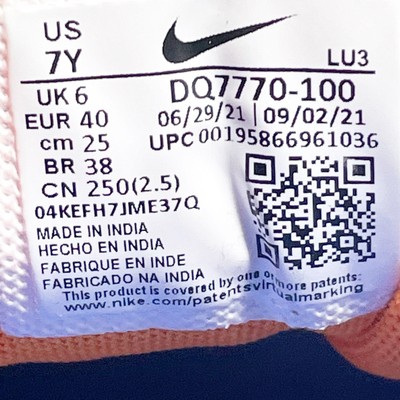 US
7Y
LU3
UK 6
DQ7770-100
EUR 40
06/29/21 | 09/02/21
cm 25
UPC 00195866961036
BR 38
CN 250(2.5)
04KEFH7JME37Q
MADE IN INDIA
HECHO EN INDIA
FABRIQUE EN INDE
FABRICADO NA INDIA
This product is covered by one or more patents:
www.nike.com/patentsvirtualmarking